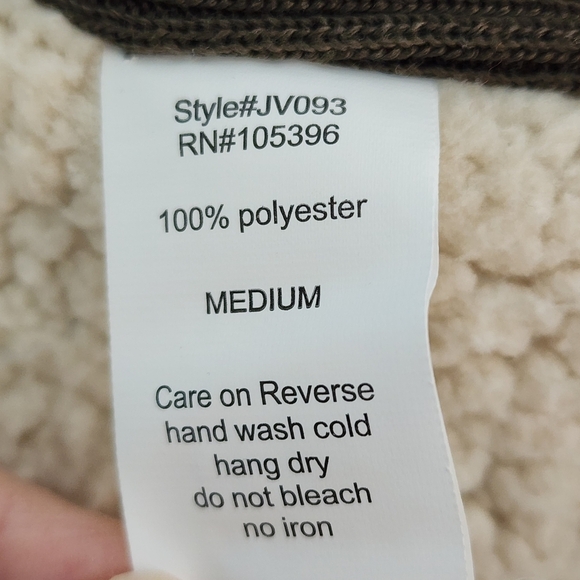 Style#JV093
RN#105396
100% polyester
MEDIUM
Care on Reverse
hand wash cold
hang dry
do not bleach
no iron